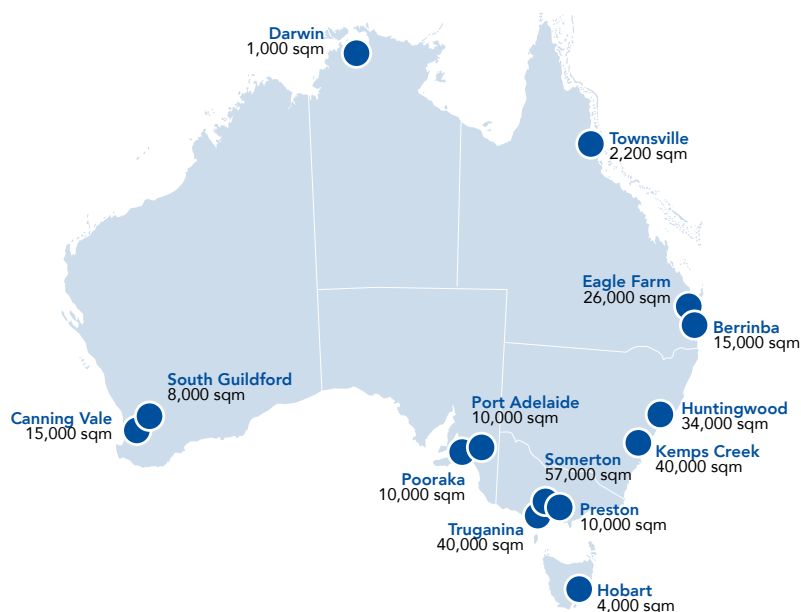 Darwin
1,000 sqm
Townsville
2,200 sqm
Eagle Farm
26,000 sqm
Berrinba
15,000 sqm
South Guildford
8,000 sqm
Canning Vale
15,000 sqm
Port Adelaide
10,000 sqm
Huntingwood
34,000 sqm
Kemps Creek
40,000 sqm
Somerton
57,000 sqm
Pooraka
10,000 sqm
Preston
10,000 sqm
Truganina
40,000 sqm
Hobart
4,000 sqm